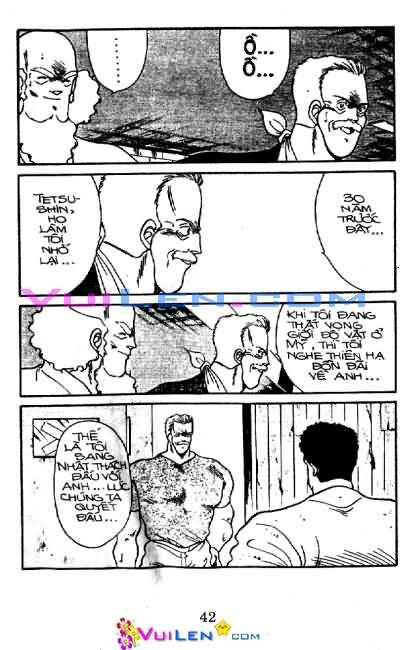 Ồ...
Ồ...
......
TETSU-
SHIN,
HỌ
LÀM
TÔI
NHỚ
LẠI...
30
NĂM
TRƯỚC
ĐÂY...
VUILEN.COM
KHI TÔI ĐANG
THẤT VỌNG
GIỚI ĐÔ VẬT Ở
MỸ, THÌ TÔI
NGHE THIÊN HẠ
ĐỒN ĐÃI
VỀ ANH...
THẾ
LÀ TÔI
SANG
NHẬT THÁCH
ĐẤU VỚI
ANH... LÚC
CHÚNG TA
QUYẾT
ĐẤU...
42
VUILEN.COM